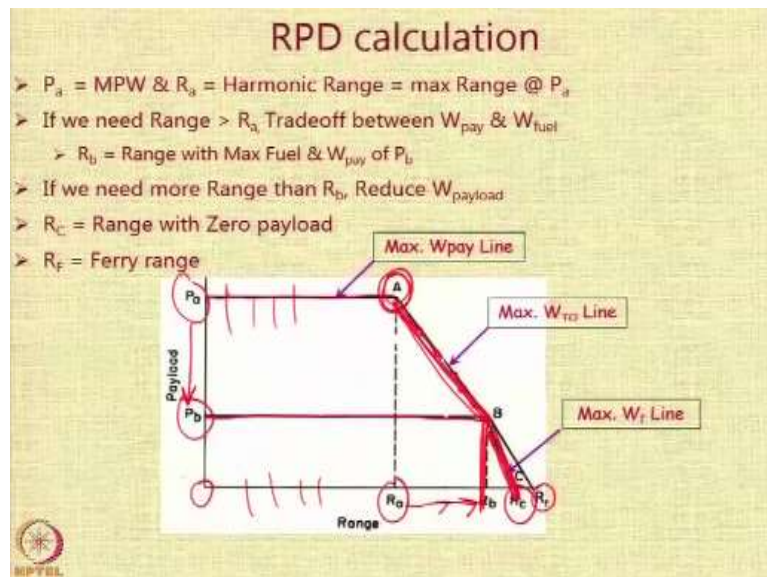 RPD calculation
➢ Pa = MPW & Ra = Harmonic Range = max Range @ Pa
➢ If we need Range > Ra, Tradeoff between Wpay & Wfuel
➢ Rb = Range with Max Fuel & Wpay of Pb
➢ If we need more Range than Rb, Reduce Wpayload
➢ RC = Range with Zero payload
➢ RF = Ferry range
Max. Wpay Line
Pa
A
Max. WTO Line
Payload
Pb
B
Max. Wf Line
C
Ra
Rb
Rc
Rf
Range
NPTEL